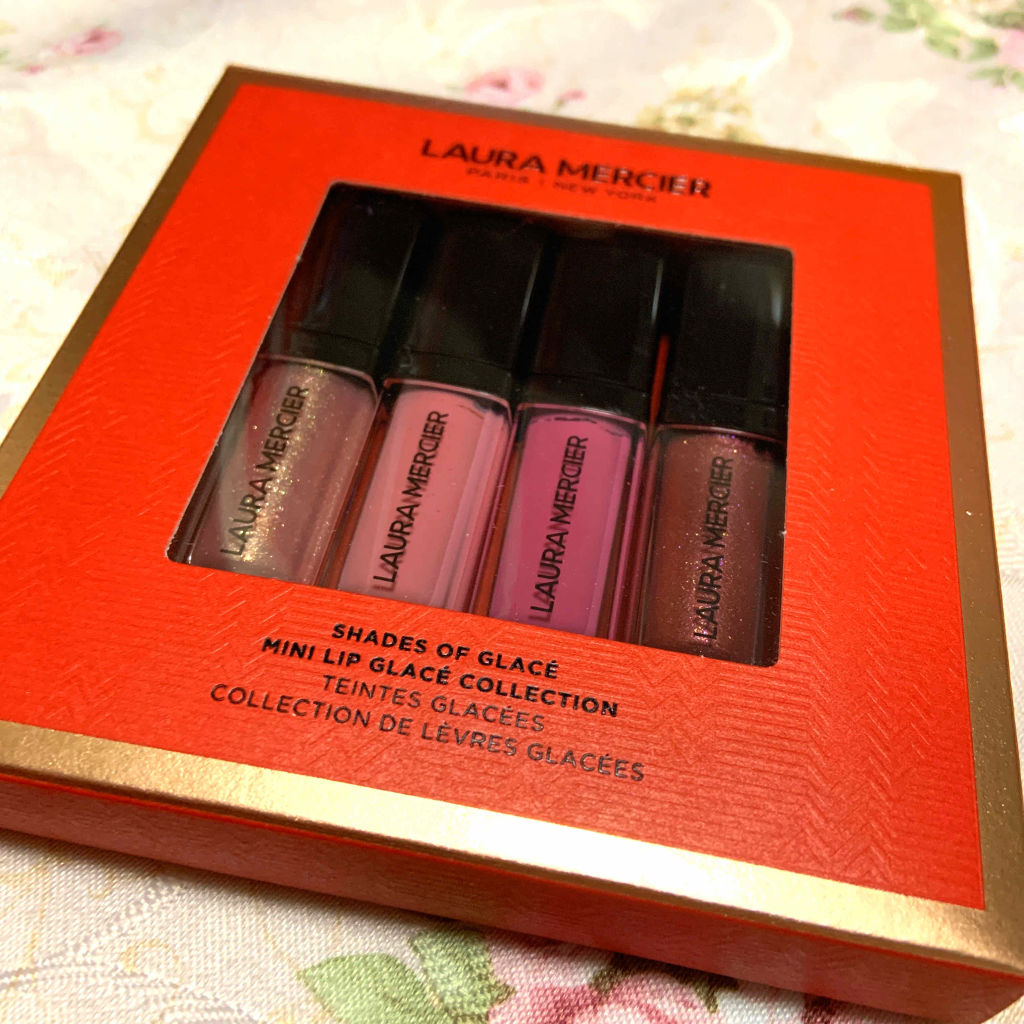 LAURA MERCIER
PARIS | NEW YORK
LAURA MERCIER
LAURA MERCIER
LAURA MERCIER
LAURA MERCIER
SHADES OF GLACÉ
MINI LIP GLACÉ COLLECTION
TEINTES GLACÉES
COLLECTION DE LÈVRES GLACÉES